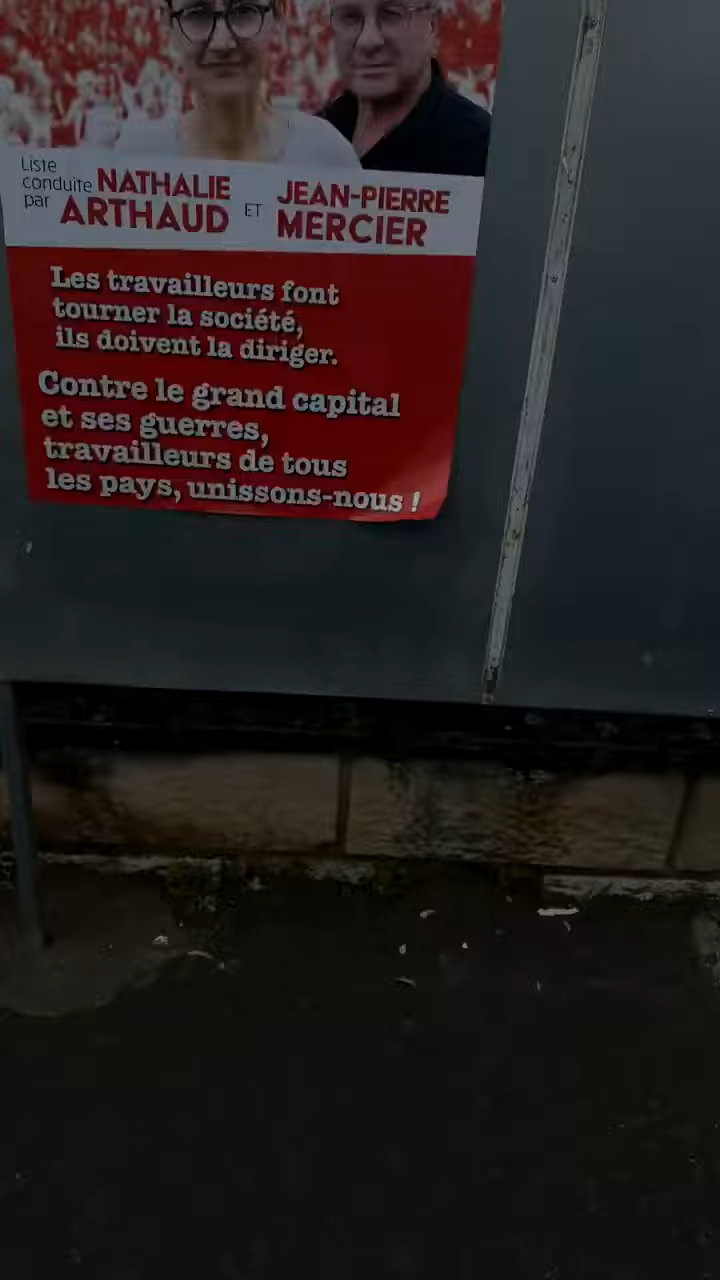 Liste
conduite
par
NATHALIE
ARTHAUD
ET
JEAN-PIERRE
MERCIER
Les travailleurs font
tourner la société,
ils doivent la diriger.
Contre le grand capital
et ses guerres,
travailleurs de tous
les pays, unissons-nous !